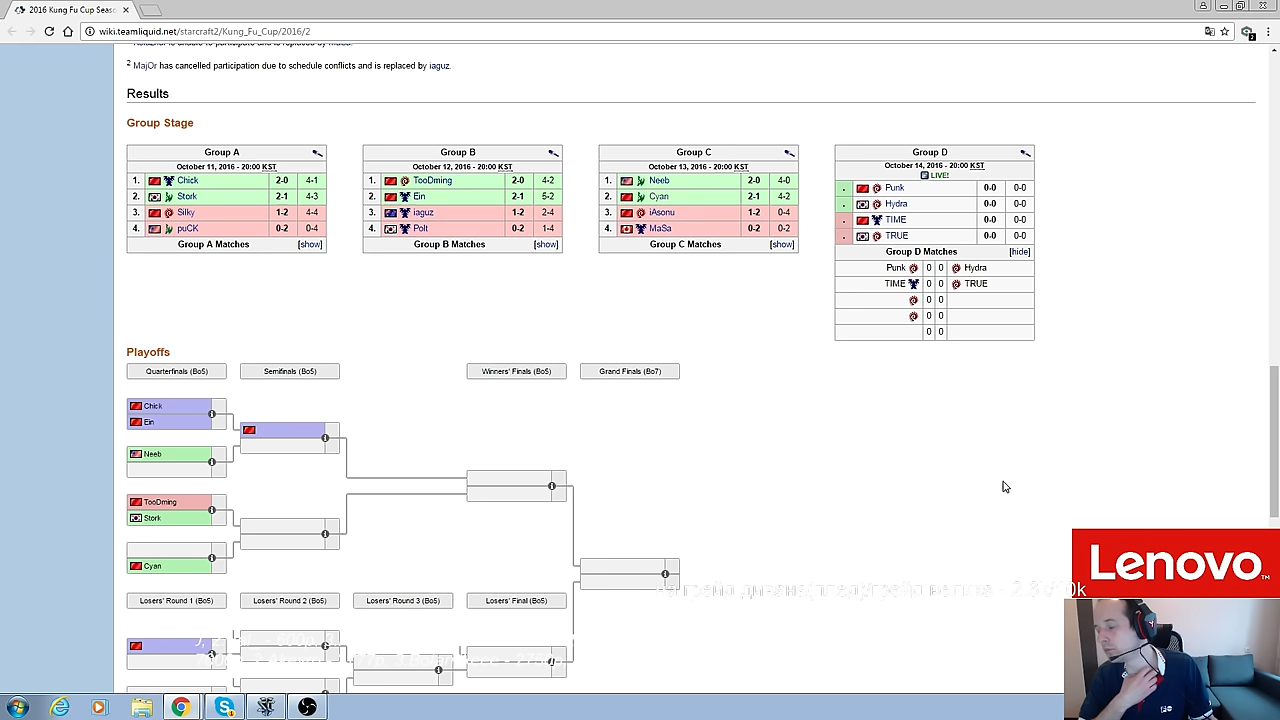 2016 Kung Fu Cup Seaso
wiki.teamliquid.net/starcraft2/Kung_Fu_Cup/2016/2
2 MajOr has cancelled participation due to schedule conflicts and is replaced by iaguz.
Results
Group Stage
Group A
October 11, 2016 - 20:00 KST
1. Chick 2-0 4-1
2. Stork 2-1 4-3
3. Silky 1-2 4-4
4. puCK 0-2 0-4
Group A Matches [show]
Group B
October 12, 2016 - 20:00 KST
1. TooDming 2-0 4-2
2. Ein 2-1 5-2
3. iaguz 1-2 2-4
4. Polt 0-2 1-4
Group B Matches [show]
Group C
October 13, 2016 - 20:00 KST
1. Neeb 2-0 4-0
2. Cyan 2-1 4-2
3. iAsonu 1-2 0-4
4. MaSa 0-2 0-2
Group C Matches [show]
Group D
October 14, 2016 - 20:00 KST
LIVE!
. Punk 0-0 0-0
. Hydra 0-0 0-0
. TIME 0-0 0-0
. TRUE 0-0 0-0
Group D Matches [hide]
Punk 0 0 Hydra
TIME 0 0 TRUE
0 0
0 0
0 0
Playoffs
Quarterfinals (Bo5) Semifinals (Bo5) Winners' Finals (Bo5) Grand Finals (Bo7)
Chick
Ein
Neeb
TooDming
Stork
Cyan
Losers' Round 1 (Bo5) Losers' Round 2 (Bo5) Losers' Round 3 (Bo5) Losers' Final (Bo5)
Lenovo